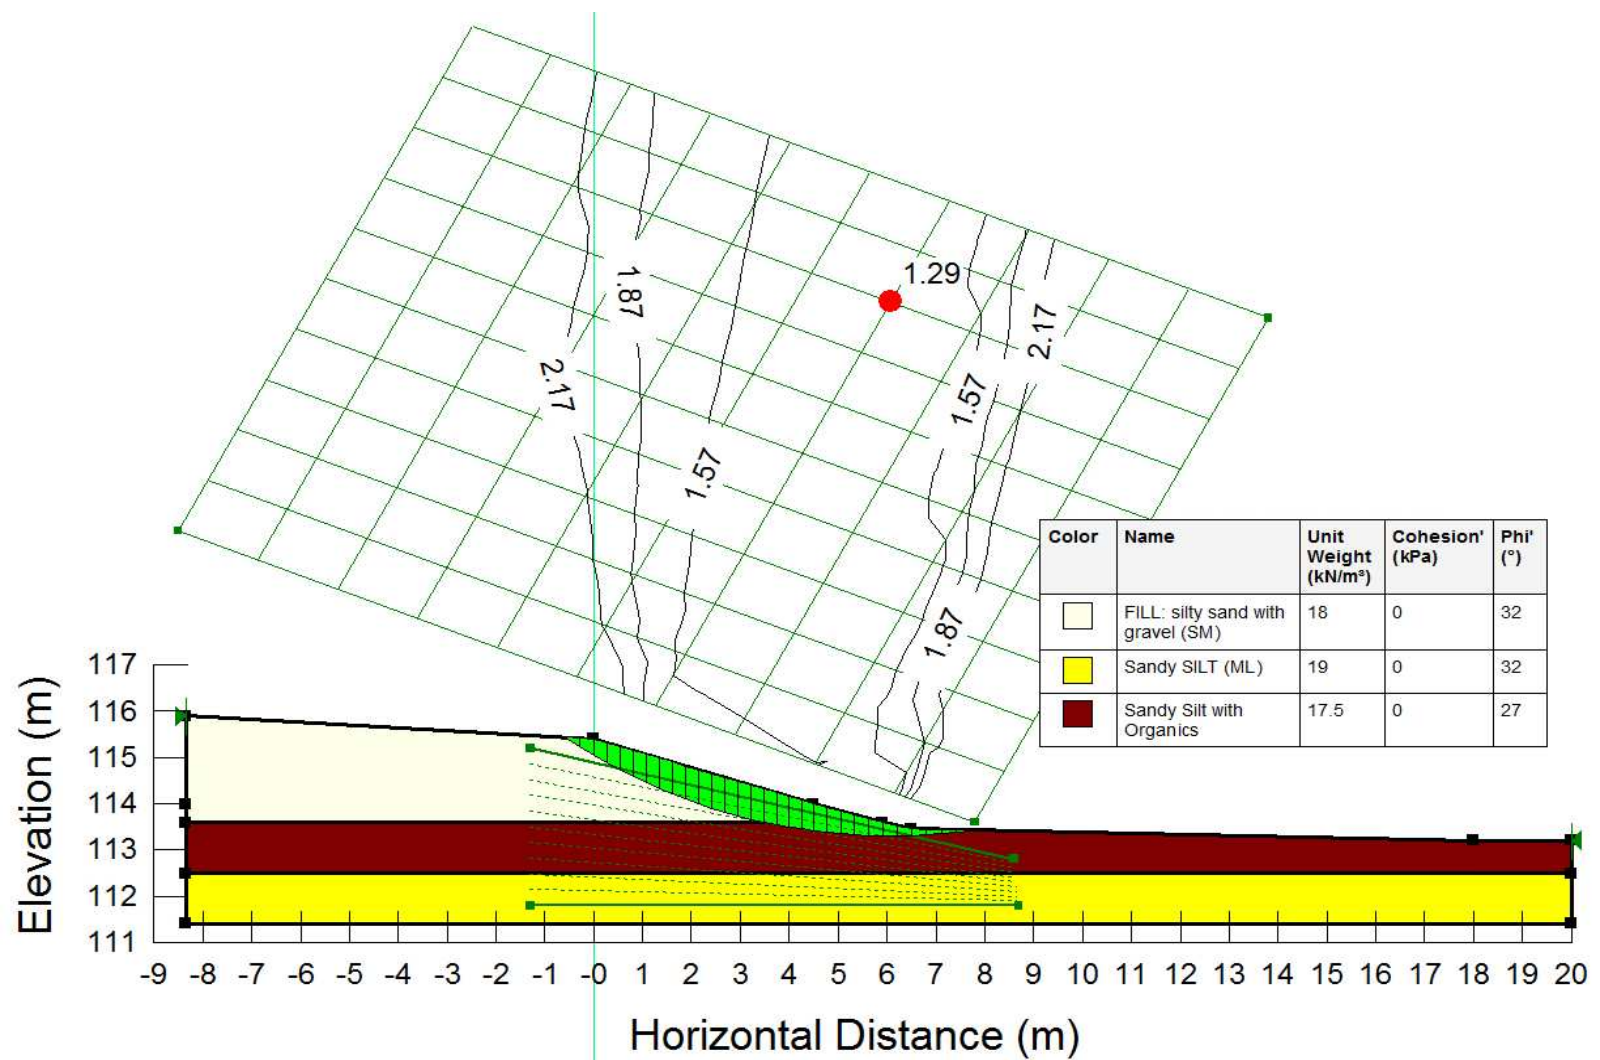 1.29
1.87
2.17
2.17
1.57
1.57
1.87
Color Name Unit Weight (kN/m³) Cohesion' (kPa) Phi' (°)
FILL: silty sand with gravel (SM) 18 0 32
Sandy SILT (ML) 19 0 32
Sandy Silt with Organics 17.5 0 27
117
116
115
114
113
112
111
Elevation (m)
-9 -8 -7 -6 -5 -4 -3 -2 -1 -0 1 2 3 4 5 6 7 8 9 10 11 12 13 14 15 16 17 18 19 20
Horizontal Distance (m)